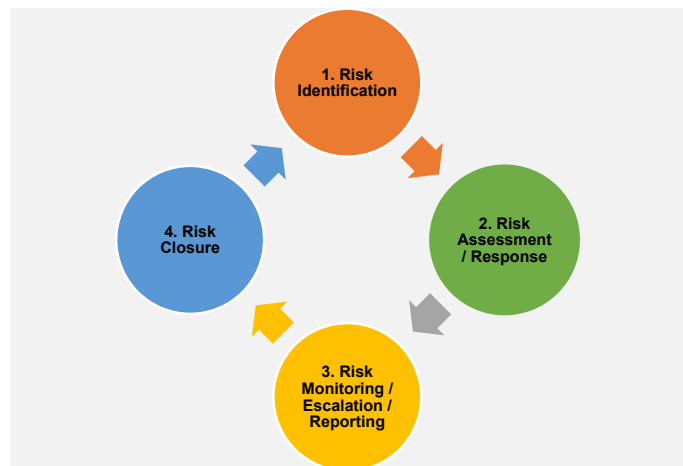 1. Risk
Identification
2. Risk
Assessment
/ Response
3. Risk
Monitoring /
Escalation /
Reporting
4. Risk
Closure